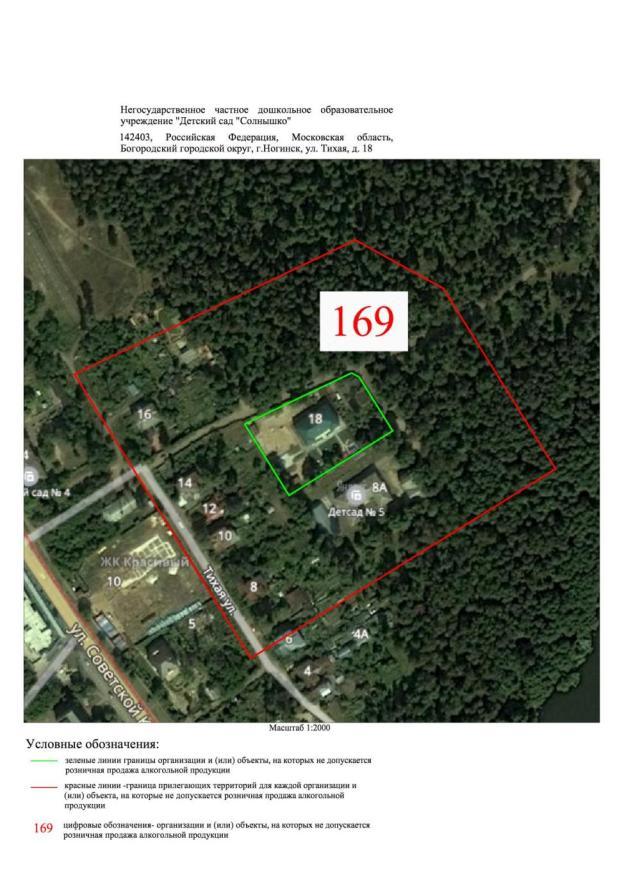 Негосударственное частное дошкольное образовательное
учреждение "Детский сад "Солнышко"
142403, Российская Федерация, Московская область,
Богородский городской округ, г.Ногинск, ул. Тихая, д. 18
169
16
18
14
8А
й сад № 4
12
Детсад № 5
10
ЖК Красивый
10
Тихая ул.
8
5
6
4А
ул. Советской К
4
Масштаб 1:2000
Условные обозначения:
зеленые линии границы организации и (или) объекты, на которых не допускается
розничная продажа алкогольной продукции
красные линии -граница прилегающих территорий для каждой организации и
(или) объекта, на которые не допускается розничная продажа алкогольной
продукции
169 цифровые обозначения- организации и (или) объекты, на которых не допускается
розничная продажа алкогольной продукции